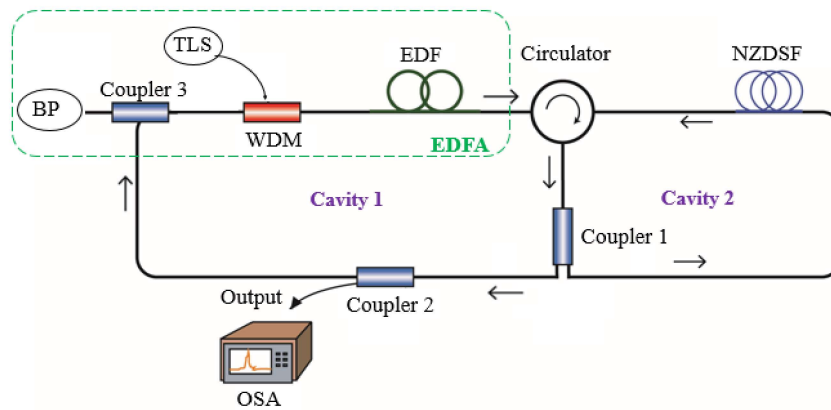 TLS
EDF
Circulator
NZDSF
Coupler 3
BP
WDM
EDFA
Cavity 1
Cavity 2
Coupler 1
Output
Coupler 2
OSA